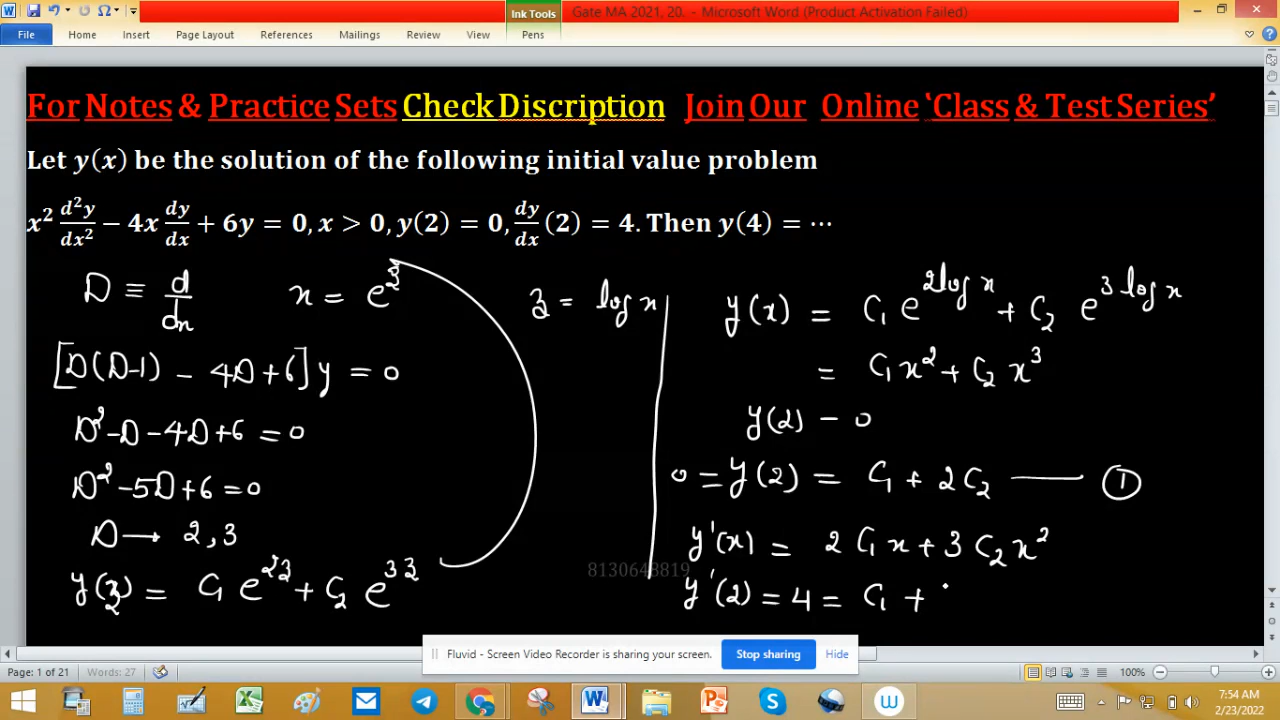 Ink Tools
Gate MA 2021, 20. - Microsoft Word (Product Activation Failed)
File Home Insert Page Layout References Mailings Review View Pens
For Notes & Practice Sets Check Discription Join Our Online 'Class & Test Series'
Let y(x) be the solution of the following initial value problem
x² d²y/dx² − 4x dy/dx + 6y = 0, x > 0, y(2) = 0, dy/dx (2) = 4. Then y(4) = ⋯
D ≡ d/dx x = e^z z = log x
[D(D-1) - 4D+6]y = 0
D²-D-4D+6 = 0
D²-5D+6=0
D → 2,3
y(z) = C₁ e^2z + C₂ e^3z
y(x) = C₁ e^2log x + C₂ e^3 log x
= C₁x² + C₂x³
y(2) = 0
0 = y(2) = C₁ + 2C₂ —— ①
y'(x) = 2C₁x + 3C₂x²
y'(2) = 4 = C₁ +
8130648819
Fluvid - Screen Video Recorder is sharing your screen. Stop sharing Hide
Page: 1 of 21 Words: 27 100%
7:54 AM
2/23/2022